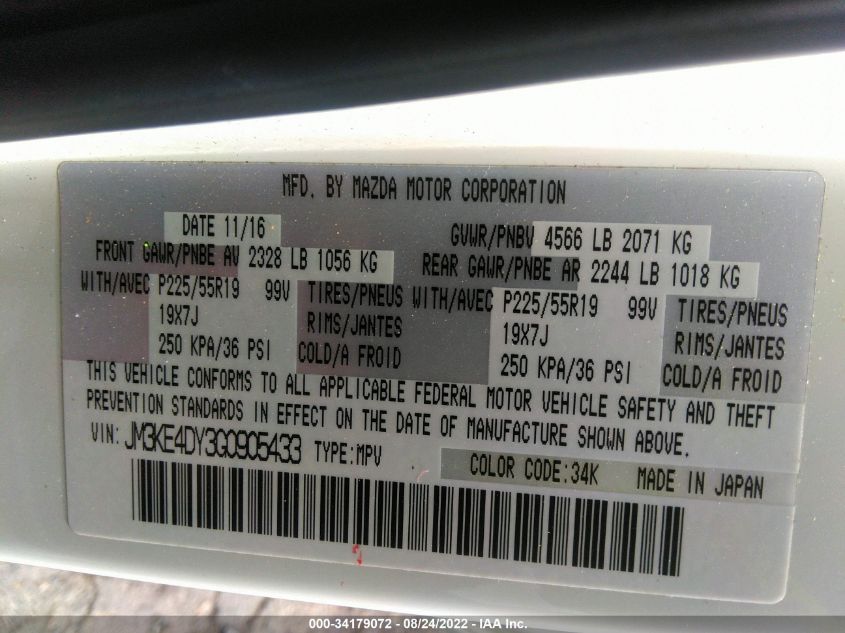 MFD. BY MAZDA MOTOR CORPORATION
DATE 11/16 GVWR/PNBV 4566 LB 2071 KG
FRONT GAWR/PNBE AV 2328 LB 1056 KG REAR GAWR/PNBE AR 2244 LB 1018 KG
WITH/AVEC P225/55R19 99V TIRES/PNEUS WITH/AVEC P225/55R19 99V TIRES/PNEUS
19X7J RIMS/JANTES 19X7J RIMS/JANTES
250 KPA/36 PSI COLD/A FROID 250 KPA/36 PSI COLD/A FROID
THIS VEHICLE CONFORMS TO ALL APPLICABLE FEDERAL MOTOR VEHICLE SAFETY AND THEFT
PREVENTION STANDARDS IN EFFECT ON THE DATE OF MANUFACTURE SHOWN ABOVE.
VIN: JM3KE4DY3G0905433 TYPE:MPV
COLOR CODE:34K MADE IN JAPAN
000-34179072 - 08/24/2022 - IAA Inc.